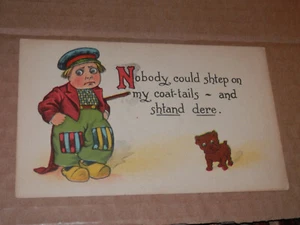 Nobody could shtep on
my coat-tails ~ and
shtand dere.